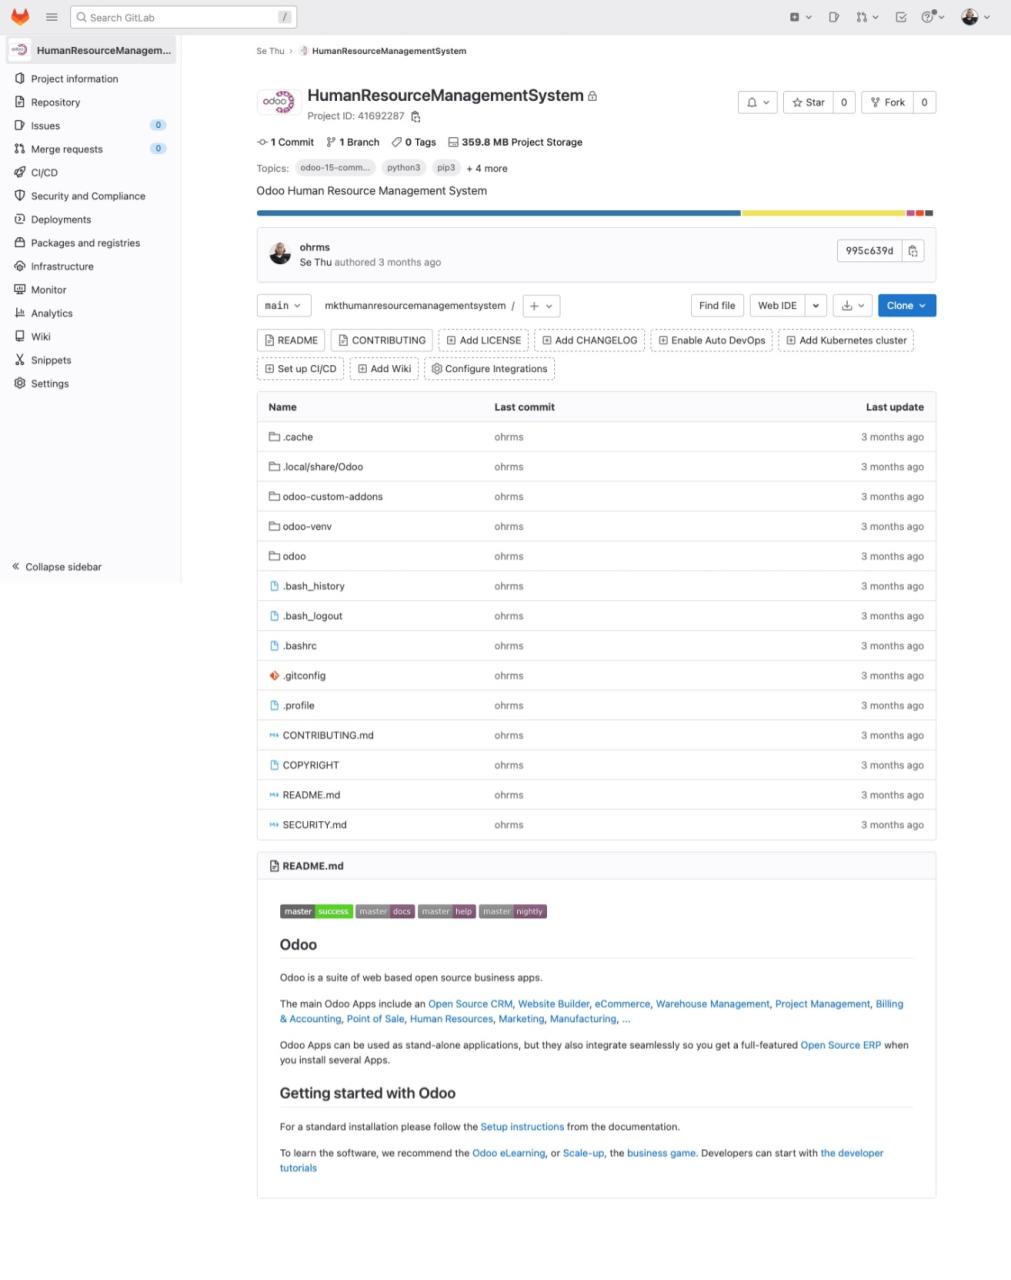 Search GitLab
/
odoo
HumanResourceManagem...
Project information
Repository
Issues 0
Merge requests 0
CI/CD
Security and Compliance
Deployments
Packages and registries
Infrastructure
Monitor
Analytics
Wiki
Snippets
Settings
« Collapse sidebar
Se Thu › HumanResourceManagementSystem
odoo
HumanResourceManagementSystem
Project ID: 41692287
Star 0
Fork 0
1 Commit 1 Branch 0 Tags 359.8 MB Project Storage
Topics: odoo-15-comm... python3 pip3 + 4 more
Odoo Human Resource Management System
ohrms
Se Thu authored 3 months ago
995c639d
main mkthumanresourcemanagementsystem / + Find file Web IDE Clone
README CONTRIBUTING Add LICENSE Add CHANGELOG Enable Auto DevOps Add Kubernetes cluster
Set up CI/CD Add Wiki Configure Integrations
Name Last commit Last update
.cache ohrms 3 months ago
.local/share/Odoo ohrms 3 months ago
odoo-custom-addons ohrms 3 months ago
odoo-venv ohrms 3 months ago
odoo ohrms 3 months ago
.bash_history ohrms 3 months ago
.bash_logout ohrms 3 months ago
.bashrc ohrms 3 months ago
.gitconfig ohrms 3 months ago
.profile ohrms 3 months ago
CONTRIBUTING.md ohrms 3 months ago
COPYRIGHT ohrms 3 months ago
README.md ohrms 3 months ago
SECURITY.md ohrms 3 months ago
README.md
master success master docs master help master nightly
Odoo
Odoo is a suite of web based open source business apps.
The main Odoo Apps include an Open Source CRM, Website Builder, eCommerce, Warehouse Management, Project Management, Billing
& Accounting, Point of Sale, Human Resources, Marketing, Manufacturing, ...
Odoo Apps can be used as stand-alone applications, but they also integrate seamlessly so you get a full-featured Open Source ERP when
you install several Apps.
Getting started with Odoo
For a standard installation please follow the Setup instructions from the documentation.
To learn the software, we recommend the Odoo eLearning, or Scale-up, the business game. Developers can start with the developer
tutorials